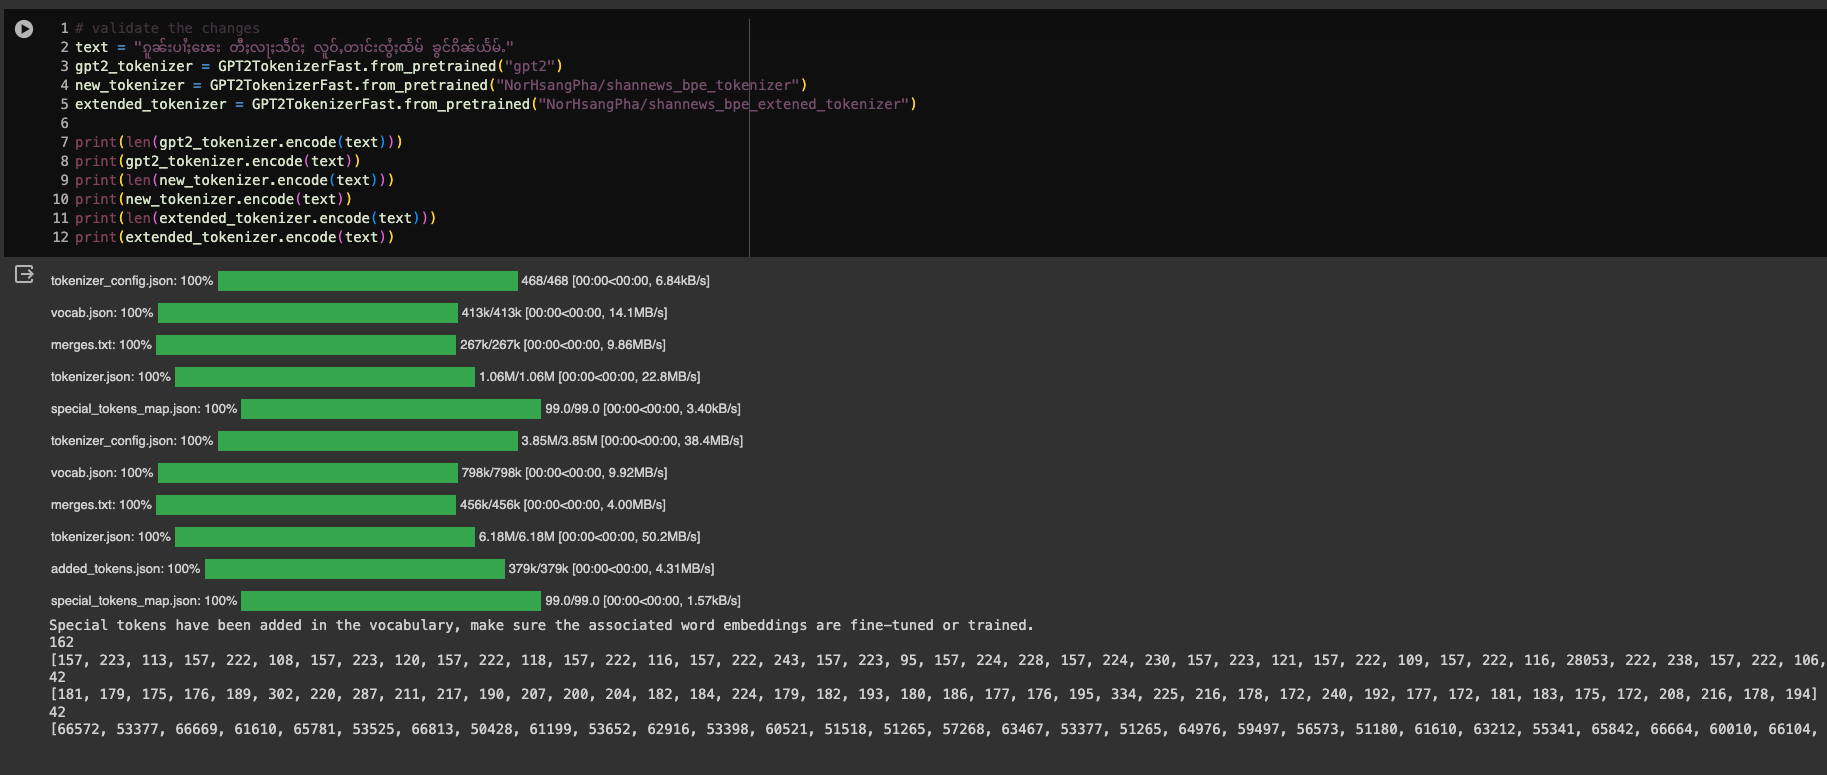 1 # validate the changes
2 text = "ႁူၼ်းပၢႆးၽေး တီႈလႃႈသဵဝ်ႈ လူဝ်ႇတၢင်းၸွႆႈထႅမ် ၶွင်ႁိၼ်ယႅမ်ႉ"
3 gpt2_tokenizer = GPT2TokenizerFast.from_pretrained("gpt2")
4 new_tokenizer = GPT2TokenizerFast.from_pretrained("NorHsangPha/shannews_bpe_tokenizer")
5 extended_tokenizer = GPT2TokenizerFast.from_pretrained("NorHsangPha/shannews_bpe_extened_tokenizer")
6
7 print(len(gpt2_tokenizer.encode(text)))
8 print(gpt2_tokenizer.encode(text))
9 print(len(new_tokenizer.encode(text)))
10 print(new_tokenizer.encode(text))
11 print(len(extended_tokenizer.encode(text)))
12 print(extended_tokenizer.encode(text))
tokenizer_config.json: 100% 468/468 [00:00<00:00, 6.84kB/s]
vocab.json: 100% 413k/413k [00:00<00:00, 14.1MB/s]
merges.txt: 100% 267k/267k [00:00<00:00, 9.86MB/s]
tokenizer.json: 100% 1.06M/1.06M [00:00<00:00, 22.8MB/s]
special_tokens_map.json: 100% 99.0/99.0 [00:00<00:00, 3.40kB/s]
tokenizer_config.json: 100% 3.85M/3.85M [00:00<00:00, 38.4MB/s]
vocab.json: 100% 798k/798k [00:00<00:00, 9.92MB/s]
merges.txt: 100% 456k/456k [00:00<00:00, 4.00MB/s]
tokenizer.json: 100% 6.18M/6.18M [00:00<00:00, 50.2MB/s]
added_tokens.json: 100% 379k/379k [00:00<00:00, 4.31MB/s]
special_tokens_map.json: 100% 99.0/99.0 [00:00<00:00, 1.57kB/s]
Special tokens have been added in the vocabulary, make sure the associated word embeddings are fine-tuned or trained.
162
[157, 223, 113, 157, 222, 108, 157, 223, 120, 157, 222, 118, 157, 222, 116, 157, 222, 243, 157, 223, 95, 157, 224, 228, 157, 224, 230, 157, 223, 121, 157, 222, 109, 157, 222, 116, 28053, 222, 238, 157, 222, 106,
42
[181, 179, 175, 176, 189, 302, 220, 287, 211, 217, 190, 207, 200, 204, 182, 184, 224, 179, 182, 193, 180, 186, 177, 176, 195, 334, 225, 216, 178, 172, 240, 192, 177, 172, 181, 183, 175, 172, 208, 216, 178, 194]
42
[66572, 53377, 66669, 61610, 65781, 53525, 66813, 50428, 61199, 53652, 62916, 53398, 60521, 51518, 51265, 57268, 63467, 53377, 51265, 64976, 59497, 56573, 51180, 61610, 63212, 55341, 65842, 66664, 60010, 66104,